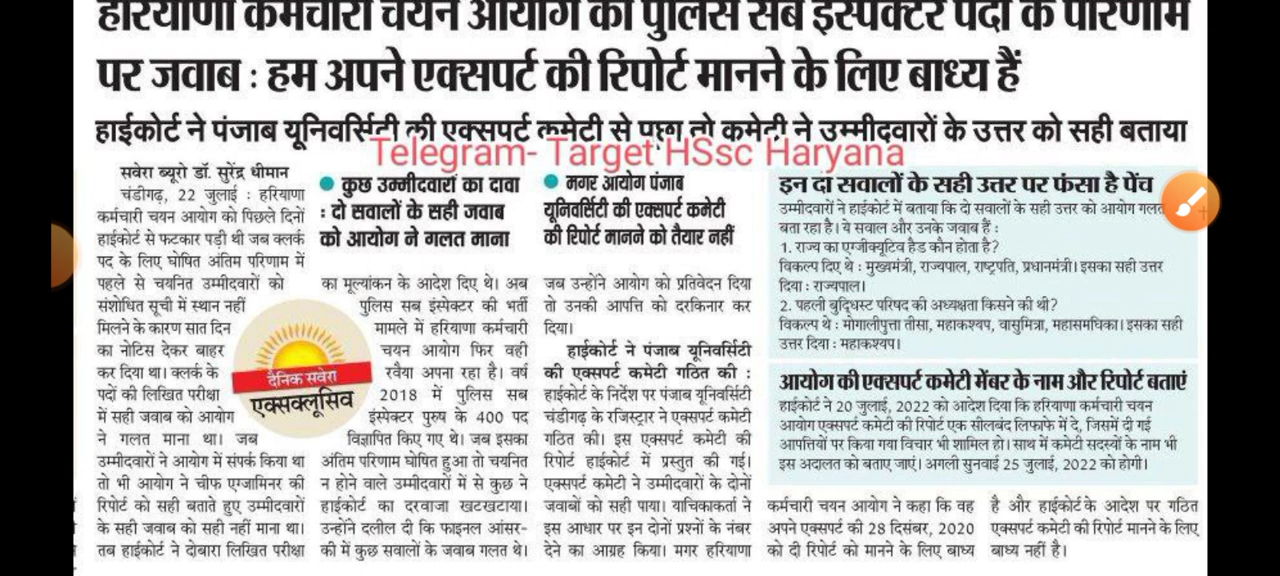 हरियाणा कर्मचारी चयन आयोग का पुलिस सब इंस्पेक्टर पदों के परिणाम
पर जवाब : हम अपने एक्सपर्ट की रिपोर्ट मानने के लिए बाध्य हैं
हाईकोर्ट ने पंजाब यूनिवर्सिटी की एक्सपर्ट कमेटी से पूछा तो कमेटी ने उम्मीदवारों के उत्तर को सही बताया
Telegram- Target HSsc Haryana
सवेरा ब्यूरो डॉ. सुरेंद्र धीमान
चंडीगढ़, 22 जुलाई : हरियाणा
कर्मचारी चयन आयोग को पिछले दिनों
हाईकोर्ट से फटकार पड़ी थी जब क्लर्क
पद के लिए घोषित अंतिम परिणाम में
पहले से चयनित उम्मीदवारों को
संशोधित सूची में स्थान नहीं
मिलने के कारण सात दिन
का नोटिस देकर बाहर
कर दिया था। क्लर्क के
पदों की लिखित परीक्षा
में सही जवाब को आयोग
ने गलत माना था। जब
उम्मीदवारों ने आयोग में संपर्क किया था
तो भी आयोग ने चीफ एग्जामिनर की
रिपोर्ट को सही बताते हुए उम्मीदवारों
के सही जवाब को सही नहीं माना था।
तब हाईकोर्ट ने दोबारा लिखित परीक्षा
दैनिक सवेरा
एक्सक्लूसिव
• कुछ उम्मीदवारों का दावा
: दो सवालों के सही जवाब
को आयोग ने गलत माना
का मूल्यांकन के आदेश दिए थे। अब
पुलिस सब इंस्पेक्टर की भर्ती
मामले में हरियाणा कर्मचारी
चयन आयोग फिर वही
रवैया अपना रहा है। वर्ष
2018 में पुलिस सब
इंस्पेक्टर पुरुष के 400 पद
विज्ञापित किए गए थे। जब इसका
अंतिम परिणाम घोषित हुआ तो चयनित
न होने वाले उम्मीदवारों में से कुछ ने
हाईकोर्ट का दरवाजा खटखटाया।
उन्होंने दलील दी कि फाइनल आंसर-
की में कुछ सवालों के जवाब गलत थे।
• मगर आयोग पंजाब
यूनिवर्सिटी की एक्सपर्ट कमेटी
की रिपोर्ट मानने को तैयार नहीं
जब उन्होंने आयोग को प्रतिवेदन दिया
तो उनकी आपत्ति को दरकिनार कर
दिया।
हाईकोर्ट ने पंजाब यूनिवर्सिटी
की एक्सपर्ट कमेटी गठित की :
हाईकोर्ट के निर्देश पर पंजाब यूनिवर्सिटी
चंडीगढ़ के रजिस्ट्रार ने एक्सपर्ट कमेटी
गठित की। इस एक्सपर्ट कमेटी की
रिपोर्ट हाईकोर्ट में प्रस्तुत की गई।
एक्सपर्ट कमेटी ने उम्मीदवारों के दोनों
जवाबों को सही पाया। याचिकाकर्ता ने
इस आधार पर इन दोनों प्रश्नों के नंबर
देने का आग्रह किया। मगर हरियाणा
इन दो सवालों के सही उत्तर पर फंसा है पेंच
उम्मीदवारों ने हाईकोर्ट में बताया कि दो सवालों के सही उत्तर को आयोग गलत
बता रहा है। ये सवाल और उनके जवाब हैं :
1. राज्य का एग्जीक्यूटिव हैड कौन होता है?
विकल्प दिए थे : मुख्यमंत्री, राज्यपाल, राष्ट्रपति, प्रधानमंत्री। इसका सही उत्तर
दिया : राज्यपाल।
2. पहली बुद्धिस्ट परिषद की अध्यक्षता किसने की थी?
विकल्प थे : मोगालीपुत्ता तीसा, महाकश्यप, वासुमित्रा, महासमघिका। इसका सही
उत्तर दिया : महाकश्यप।
आयोग की एक्सपर्ट कमेटी मेंबर के नाम और रिपोर्ट बताएं
हाईकोर्ट ने 20 जुलाई, 2022 को आदेश दिया कि हरियाणा कर्मचारी चयन
आयोग एक्सपर्ट कमेटी की रिपोर्ट एक सीलबंद लिफाफे में दे, जिसमें दी गई
आपत्तियों पर किया गया विचार भी शामिल हो। साथ में कमेटी सदस्यों के नाम भी
इस अदालत को बताए जाएं। अगली सुनवाई 25 जुलाई, 2022 को होगी।
कर्मचारी चयन आयोग ने कहा कि वह
अपने एक्सपर्ट की 28 दिसंबर, 2020
को दी रिपोर्ट को मानने के लिए बाध्य
है और हाईकोर्ट के आदेश पर गठित
एक्सपर्ट कमेटी की रिपोर्ट मानने के लिए
बाध्य नहीं है।